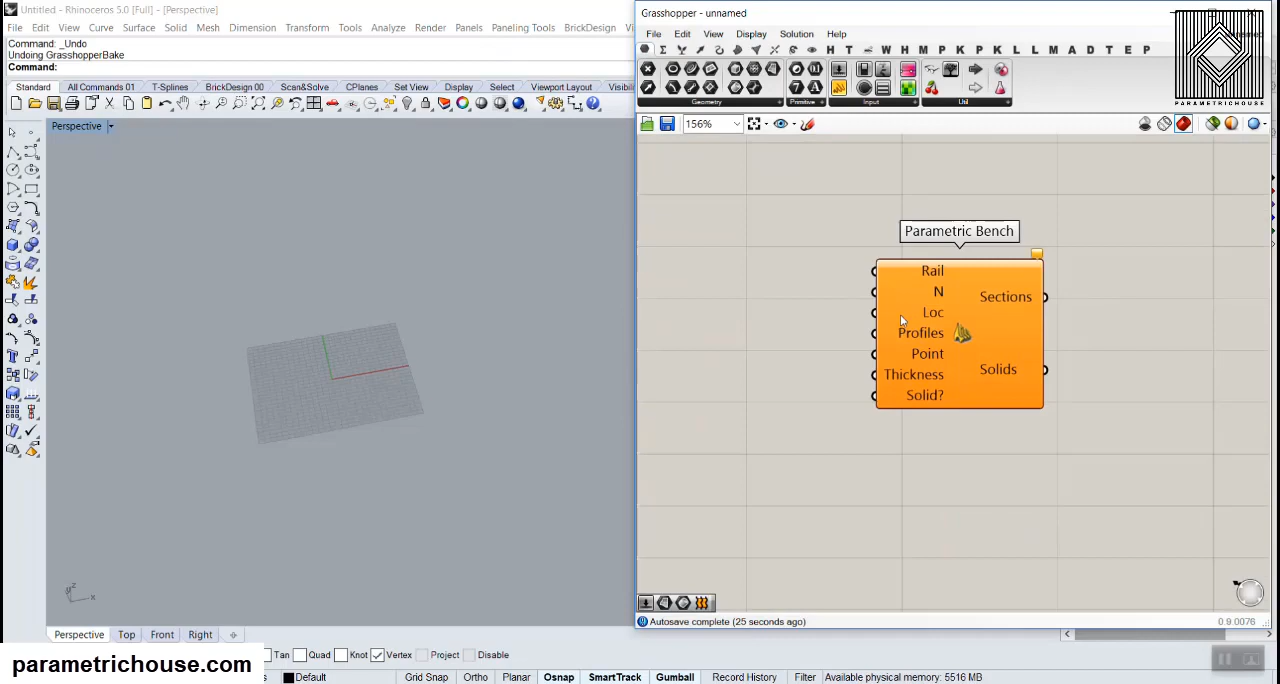 Untitled - Rhinoceros 5.0 [Full] - [Perspective]
File Edit View Curve Surface Solid Mesh Dimension Transform Tools Analyze Render Panels Paneling Tools BrickDesign
Command: _Undo
Undoing GrasshopperBake
Command:
Standard All Commands 01 T-Splines BrickDesign 00 Scan&Solve CPlanes Set View Display Select Viewport Layout
Perspective
z
x
Perspective Top Front Right
Tan Quad Knot Vertex Project Disable
Default Grid Snap Ortho Planar Osnap SmartTrack Gumball Record History Filter Available physical memory: 5516 MB
parametrichouse.com
Grasshopper - unnamed
File Edit View Display Solution Help
H T W H M P K P K L L M A D T E P
Geometry Primitive Input Util
156%
PARAMETRICHOUSE
Parametric Bench
Rail
N
Loc
Profiles
Point
Thickness
Solid?
Sections
Solids
Autosave complete (25 seconds ago)
0.9.0076